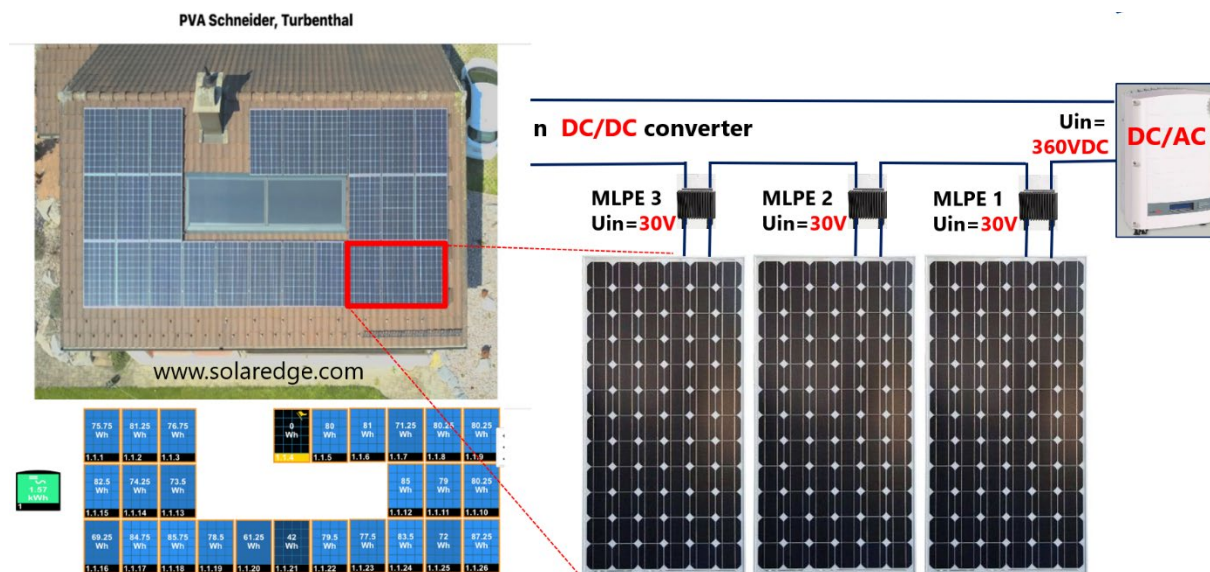 PVA Schneider, Turbenthal
n DC/DC converter
Uin=
360VDC
DC/AC
MLPE 3
Uin=30V
MLPE 2
Uin=30V
MLPE 1
Uin=30V
www.solaredge.com
75.75 Wh 81.25 Wh 76.75 Wh 0 Wh 80 Wh 81 Wh 71.25 Wh 80.25 Wh 80.25 Wh
1.1.1 1.1.2 1.1.3 1.1.4 1.1.5 1.1.6 1.1.7 1.1.8 1.1.9
1.67
kWh
1
82.5 Wh 74.25 Wh 73.5 Wh 85 Wh 79 Wh 80.25 Wh
1.1.15 1.1.14 1.1.13 1.1.12 1.1.11 1.1.10
69.25 Wh 84.75 Wh 85.75 Wh 78.5 Wh 61.25 Wh 42 Wh 79.5 Wh 77.5 Wh 83.5 Wh 72 Wh 87.25 Wh
1.1.16 1.1.17 1.1.18 1.1.19 1.1.20 1.1.21 1.1.22 1.1.23 1.1.24 1.1.25 1.1.26